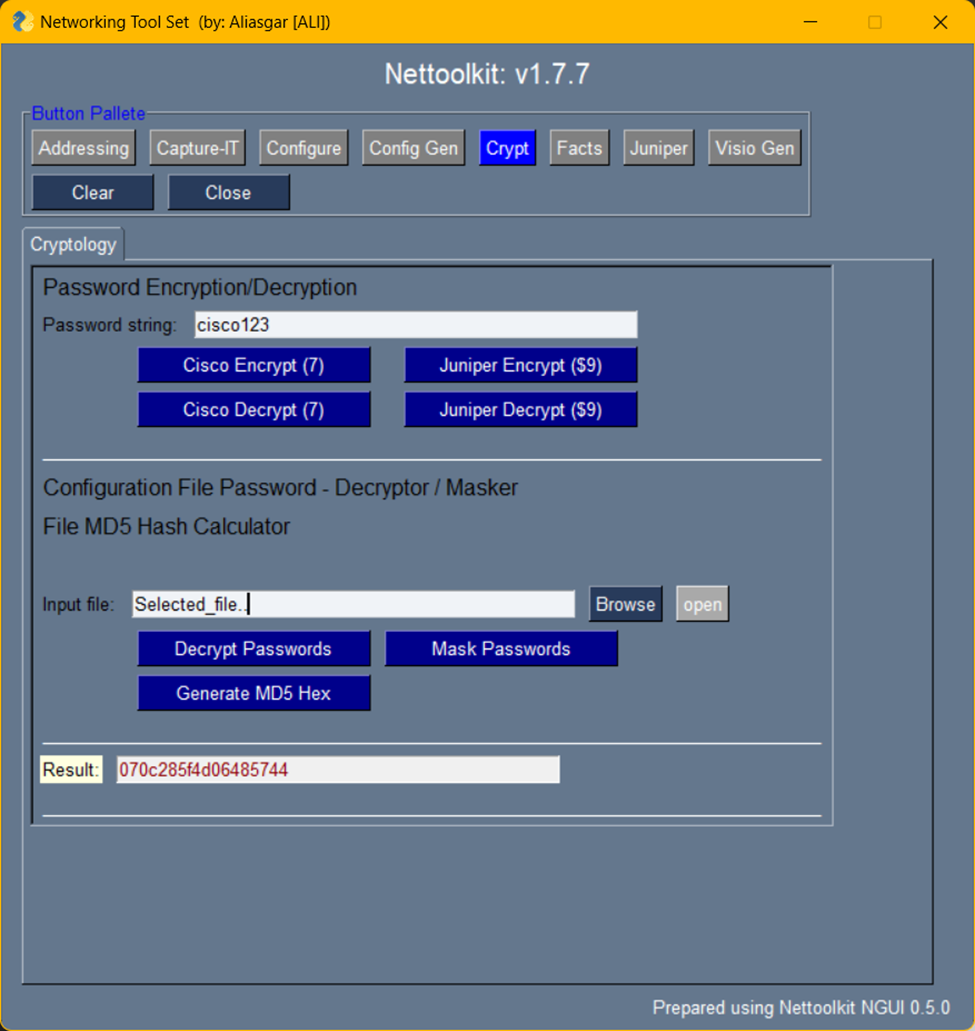 Networking Tool Set (by: Aliasgar [ALI])
Nettoolkit: v1.7.7
Button Pallete
Addressing Capture-IT Configure Config Gen Crypt Facts Juniper Visio Gen
Clear Close
Cryptology
Password Encryption/Decryption
Password string: cisco123
Cisco Encrypt (7) Juniper Encrypt ($9)
Cisco Decrypt (7) Juniper Decrypt ($9)
Configuration File Password - Decryptor / Masker
File MD5 Hash Calculator
Input file: Selected_file.. Browse open
Decrypt Passwords Mask Passwords
Generate MD5 Hex
Result: 070c285f4d06485744
Prepared using Nettoolkit NGUI 0.5.0